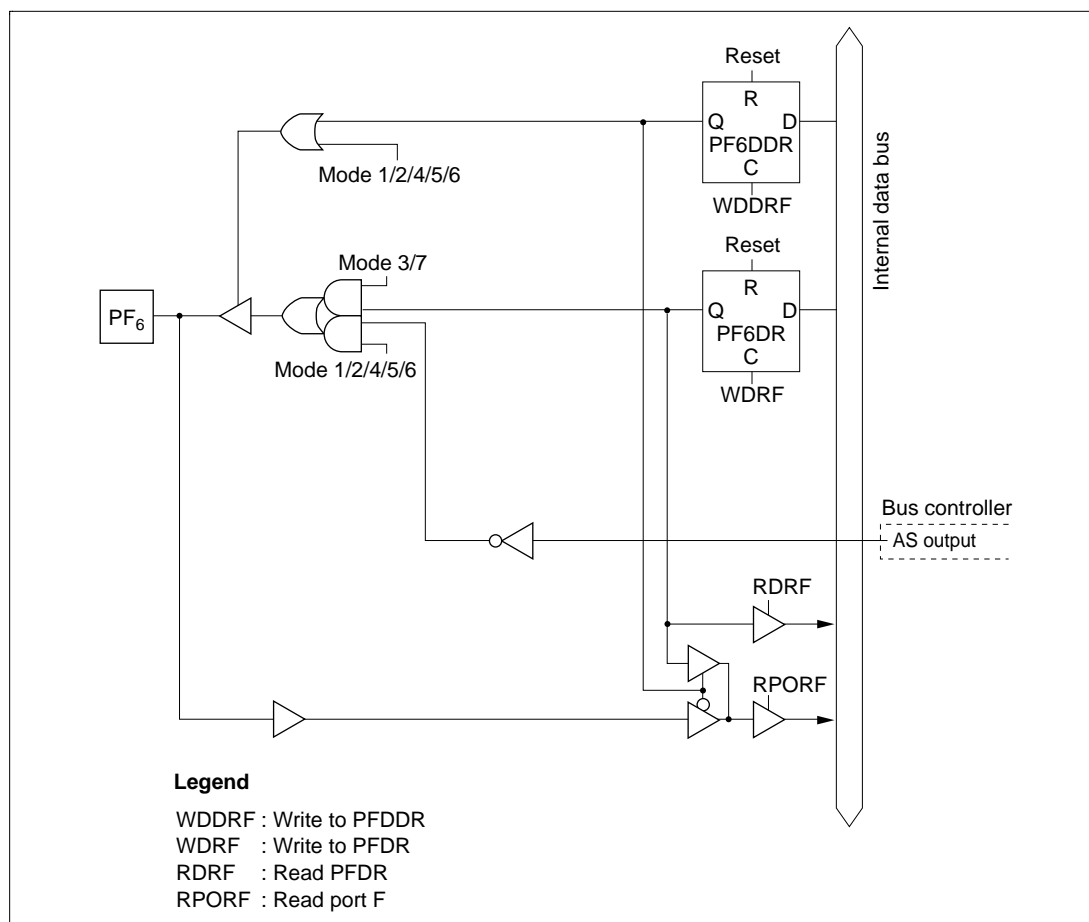 Reset
R
Q D
PF6DDR
C
WDDRF
Mode 1/2/4/5/6
Internal data bus
Reset
R
Q D
PF6DR
C
WDRF
Mode 3/7
PF6
Mode 1/2/4/5/6
Bus controller
AS output
RDRF
RPORF
Legend
WDDRF : Write to PFDDR
WDRF : Write to PFDR
RDRF : Read PFDR
RPORF : Read port F